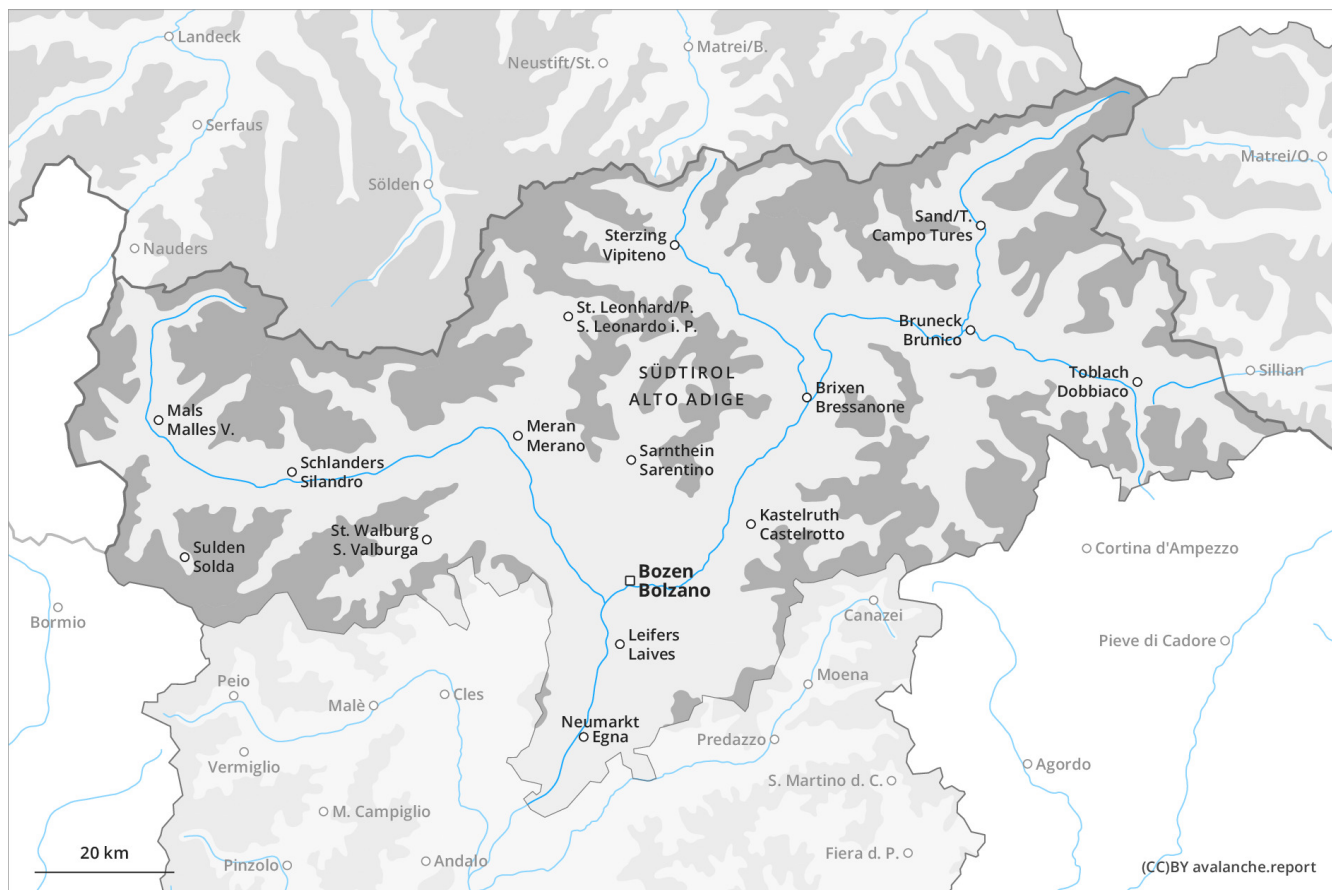 Landeck
Matrei/B.
Neustift/St.
Serfaus
Matrei/O.
Sölden
Sand/T.
Campo Tures
Nauders
Sterzing
Vipiteno
St. Leonhard/P.
S. Leonardo i. P.
Bruneck
Brunico
SÜDTIROL
ALTO ADIGE
Toblach
Dobbiaco
Sillian
Brixen
Bressanone
Mals
Malles V.
Meran
Merano
Sarnthein
Sarentino
Schlanders
Silandro
Kastelruth
Castelrotto
St. Walburg
S. Valburga
Sulden
Solda
Cortina d'Ampezzo
Bozen
Bolzano
Bormio
Canazei
Leifers
Laives
Pieve di Cadore
Peio
Malè
Cles
Moena
Neumarkt
Egna
Predazzo
Vermiglio
Agordo
S. Martino d. C.
M. Campiglio
20 km
Pinzolo
Andalo
Fiera d. P.
(CC)BY avalanche.report